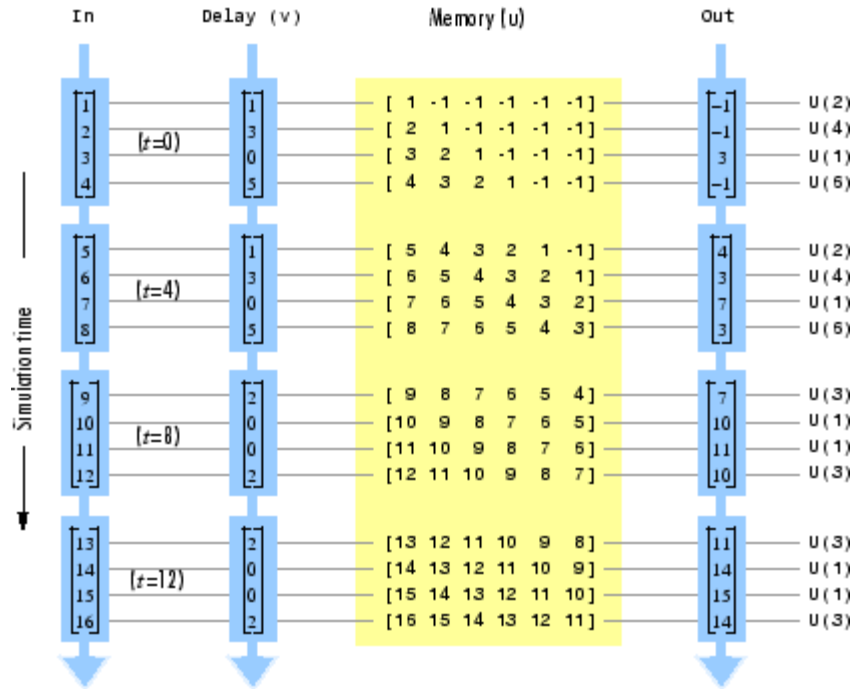 In Delay (v) Memory (u) Out
1 1 [ 1 -1 -1 -1 -1 -1] -1 U(2)
2 3 [ 2 1 -1 -1 -1 -1] -1 U(4)
(t=0)
3 0 [ 3 2 1 -1 -1 -1] 3 U(1)
4 5 [ 4 3 2 1 -1 -1] -1 U(6)
5 1 [ 5 4 3 2 1 -1] 4 U(2)
6 3 [ 6 5 4 3 2 1] 3 U(4)
(t=4)
7 0 [ 7 6 5 4 3 2] 7 U(1)
8 5 [ 8 7 6 5 4 3] 3 U(6)
Simulation time
9 2 [ 9 8 7 6 5 4] 7 U(3)
10 0 [10 9 8 7 6 5] 10 U(1)
(t=8)
11 0 [11 10 9 8 7 6] 11 U(1)
12 2 [12 11 10 9 8 7] 10 U(3)
13 2 [13 12 11 10 9 8] 11 U(3)
14 0 [14 13 12 11 10 9] 14 U(1)
(t=12)
15 0 [15 14 13 12 11 10] 15 U(1)
16 2 [16 15 14 13 12 11] 14 U(3)